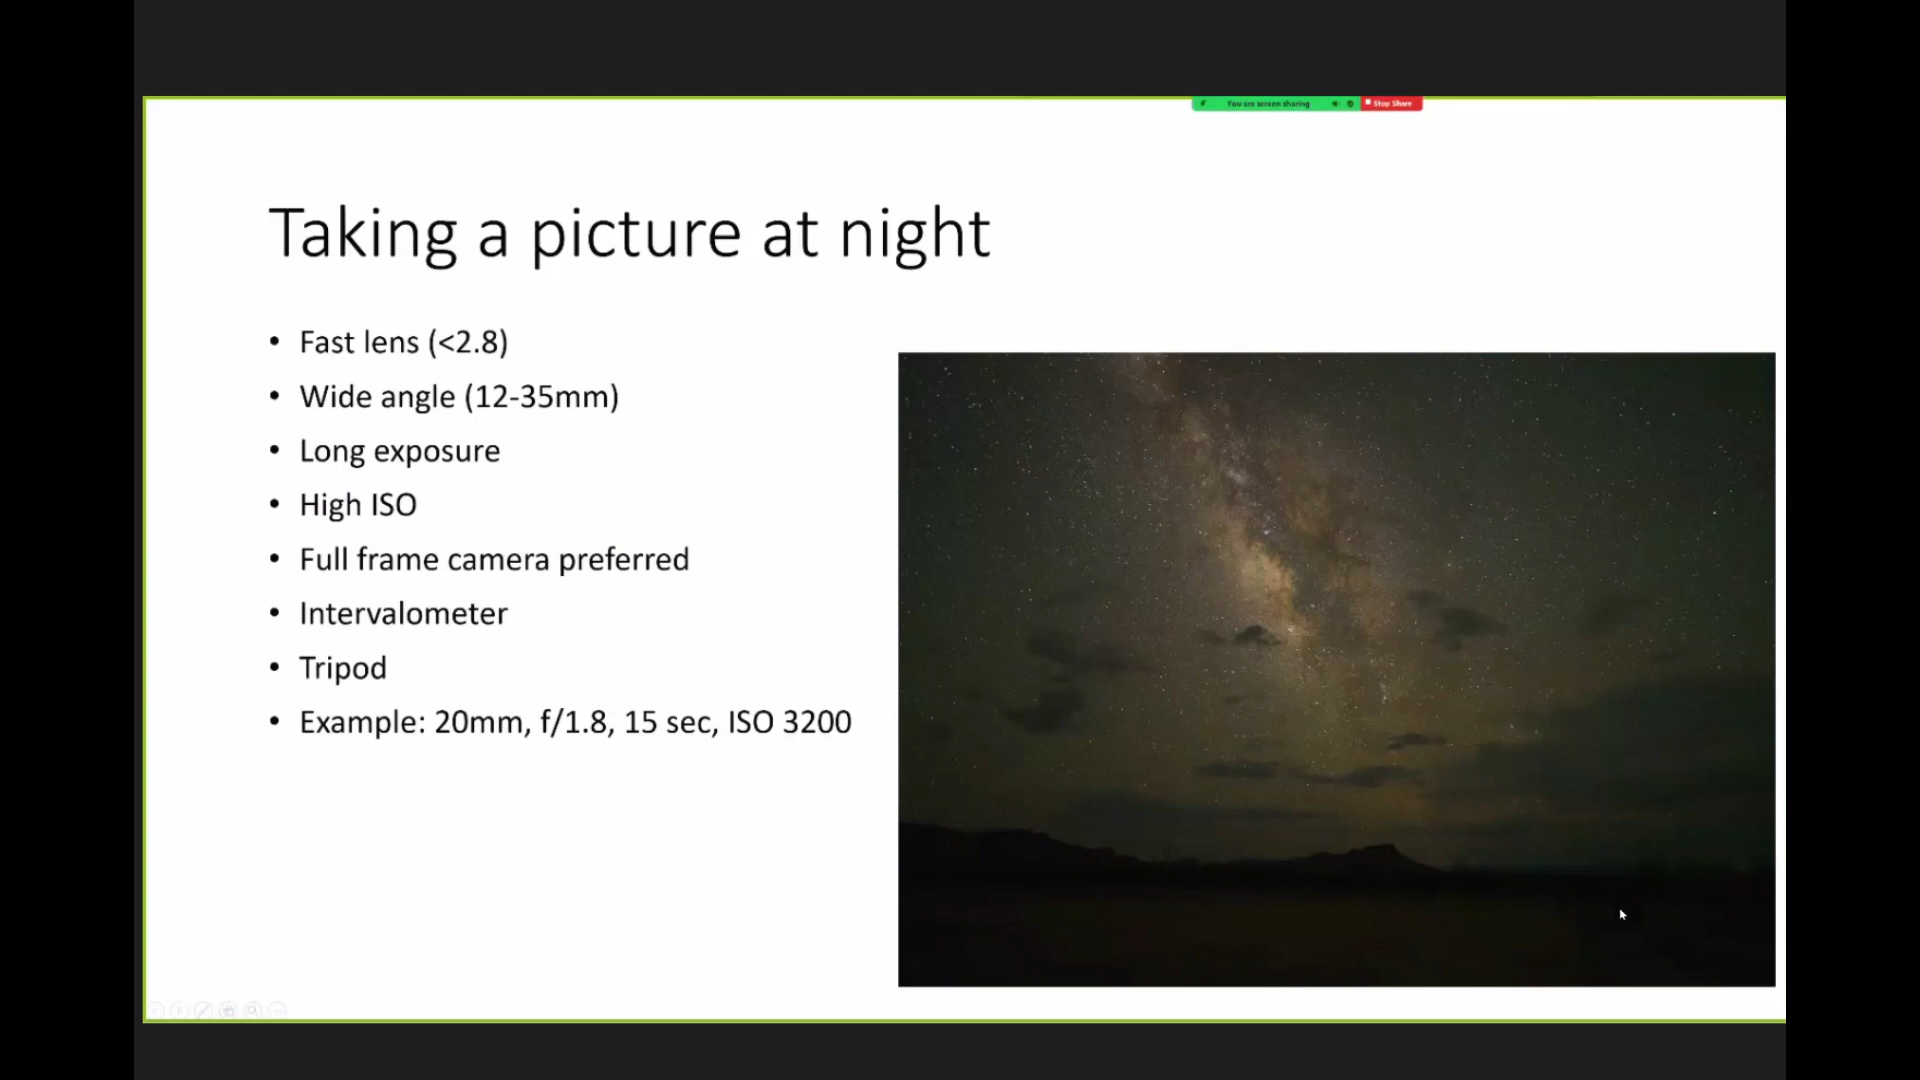 You are screen sharing
Stop Share
Taking a picture at night
• Fast lens (<2.8)
• Wide angle (12-35mm)
• Long exposure
• High ISO
• Full frame camera preferred
• Intervalometer
• Tripod
• Example: 20mm, f/1.8, 15 sec, ISO 3200